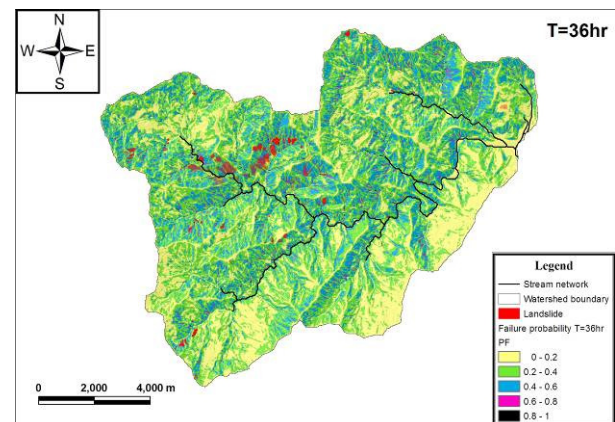 N
T=36hr
W E
S
Legend
Stream network
Watershed boundary
Landslide
Failure probability T=36hr
PF
0 - 0.2
0.2 - 0.4
0.4 - 0.6
0.6 - 0.8
0.8 - 1
0 2,000 4,000 m